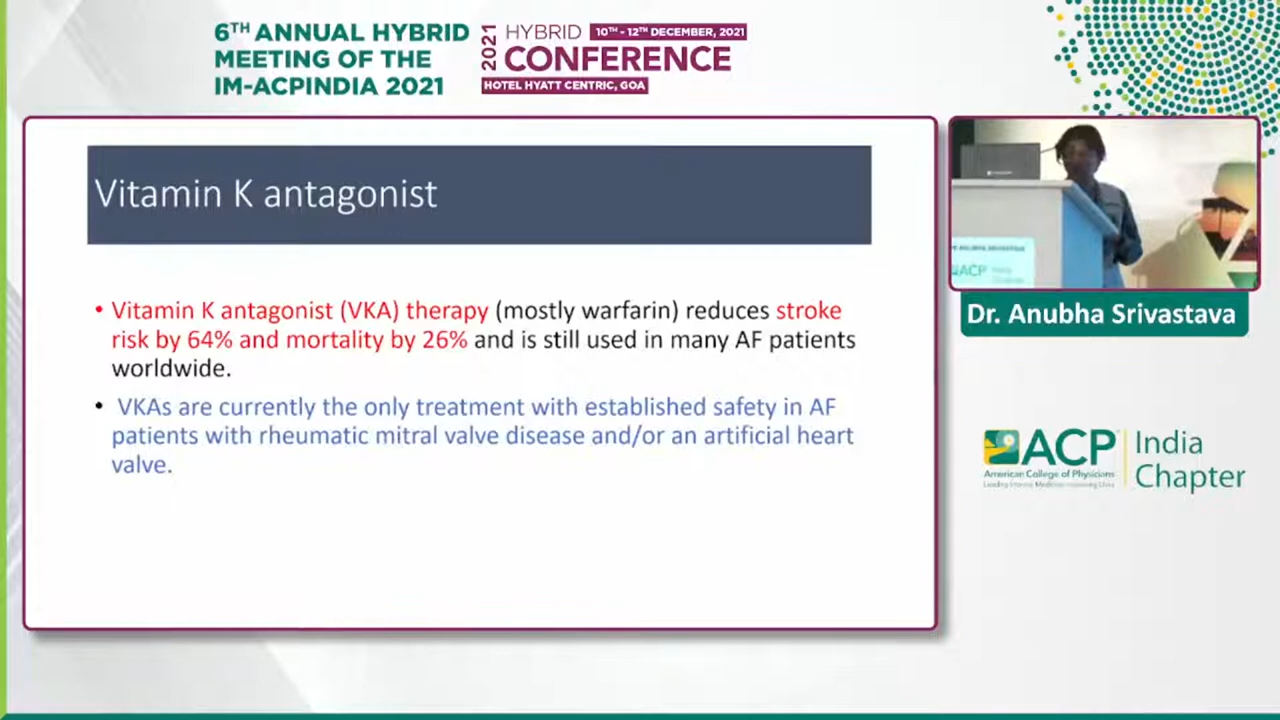 6TH ANNUAL HYBRID
MEETING OF THE
IM-ACPINDIA 2021
2021
HYBRID 10TH - 12TH DECEMBER, 2021
CONFERENCE
HOTEL HYATT CENTRIC, GOA
Vitamin K antagonist
• Vitamin K antagonist (VKA) therapy (mostly warfarin) reduces stroke
risk by 64% and mortality by 26% and is still used in many AF patients
worldwide.
• VKAs are currently the only treatment with established safety in AF
patients with rheumatic mitral valve disease and/or an artificial heart
valve.
ACP
Dr. Anubha Srivastava
ACP
American College of Physicians
India
Chapter